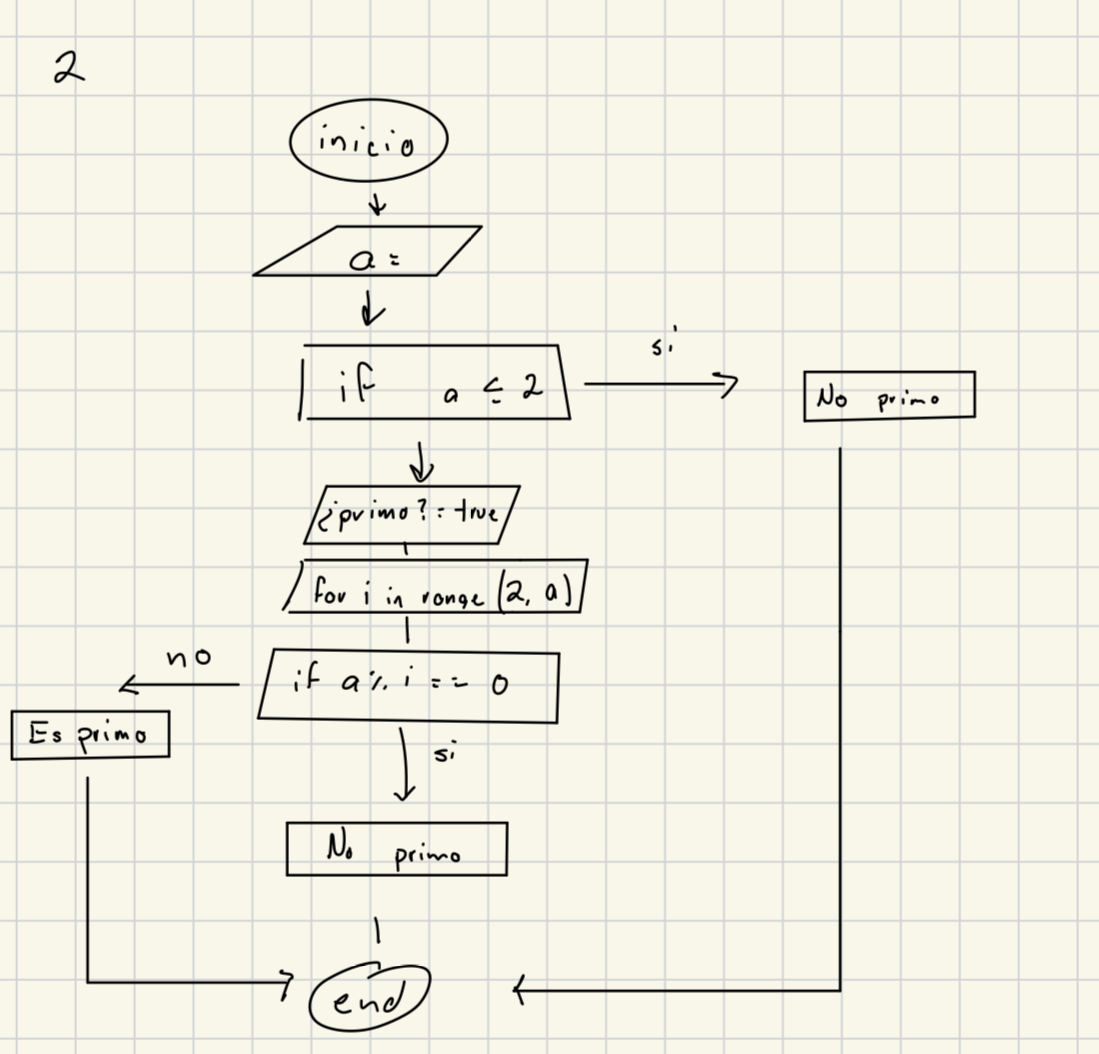 2
inicio
a =
si
if a ≤ 2
No primo
¿primo? = true
for i in range (2, a)
no
if a % i == 0
Es primo
si
No primo
end